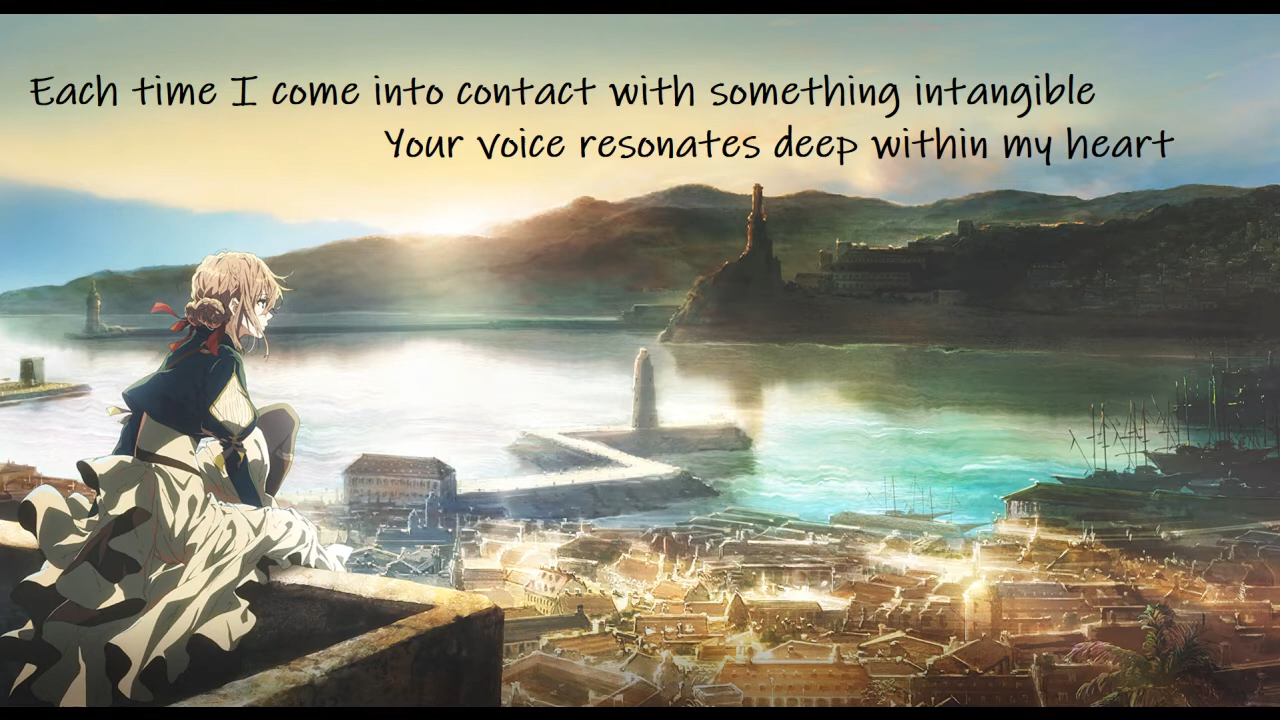 Each time I come into contact with something intangible
Your voice resonates deep within my heart